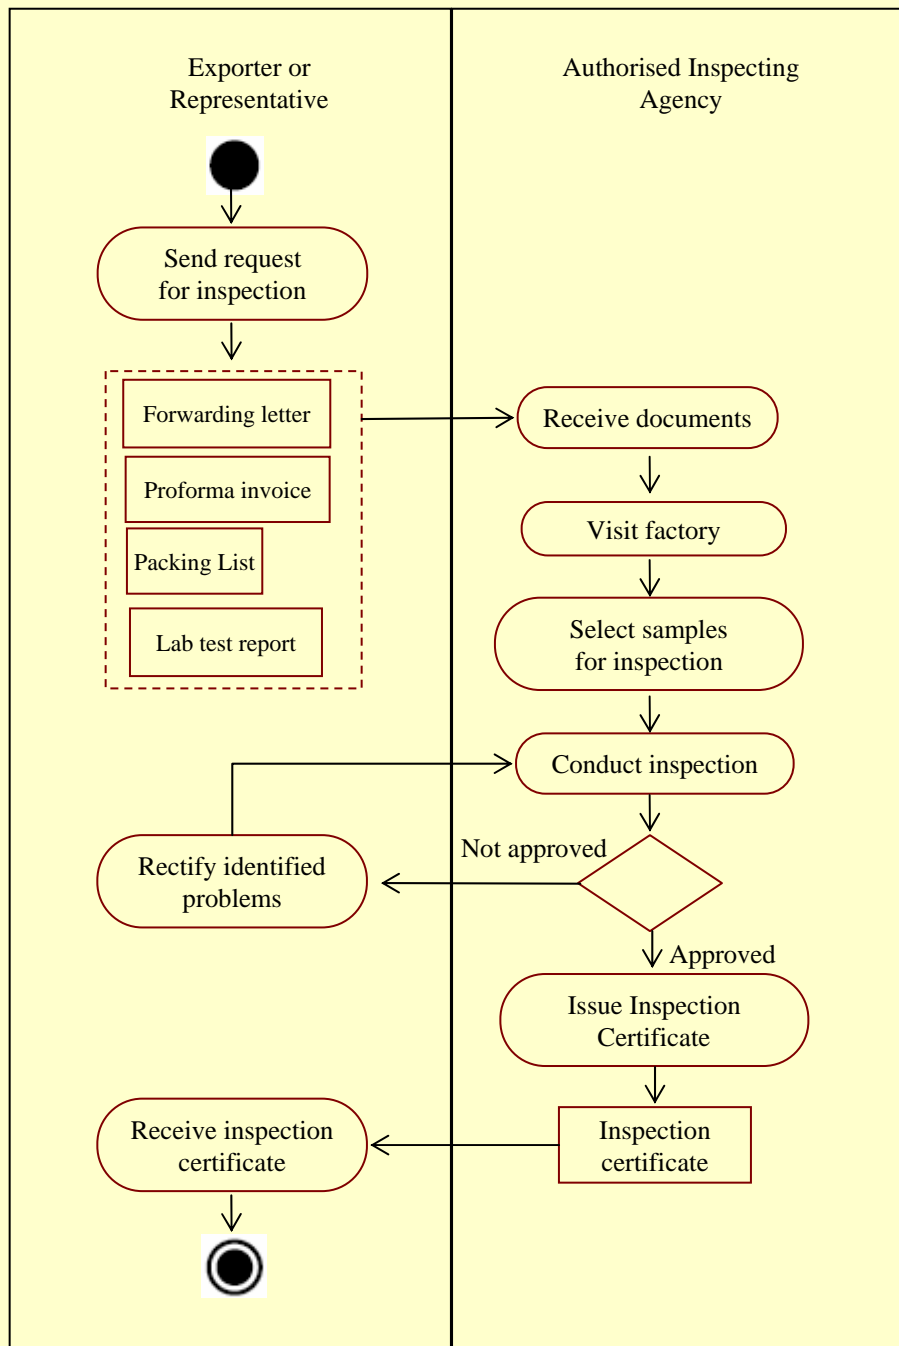 Exporter or
Representative
Authorised Inspecting
Agency
Send request
for inspection
Forwarding letter
Proforma invoice
Packing List
Lab test report
Receive documents
Visit factory
Select samples
for inspection
Conduct inspection
Not approved
Rectify identified
problems
Approved
Issue Inspection
Certificate
Inspection
certificate
Receive inspection
certificate